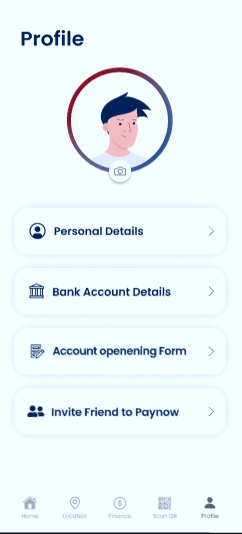 Profile
Personal Details
Bank Account Details
Account openening Form
Invite Friend to Paynow
Home
Location
Finance
Scan QR
Profile